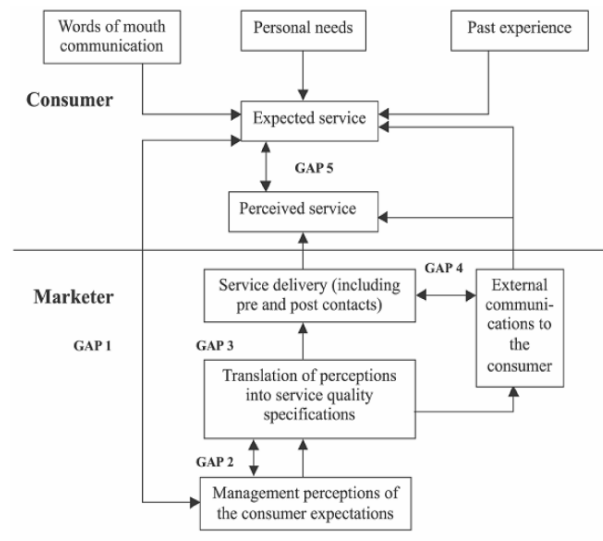 Words of mouth
communication
Personal needs
Past experience
Consumer
Expected service
GAP 5
Perceived service
Marketer
Service delivery (including
pre and post contacts)
GAP 4
External
communi-
cations to
the
consumer
GAP 1
GAP 3
Translation of perceptions
into service quality
specifications
GAP 2
Management perceptions of
the consumer expectations